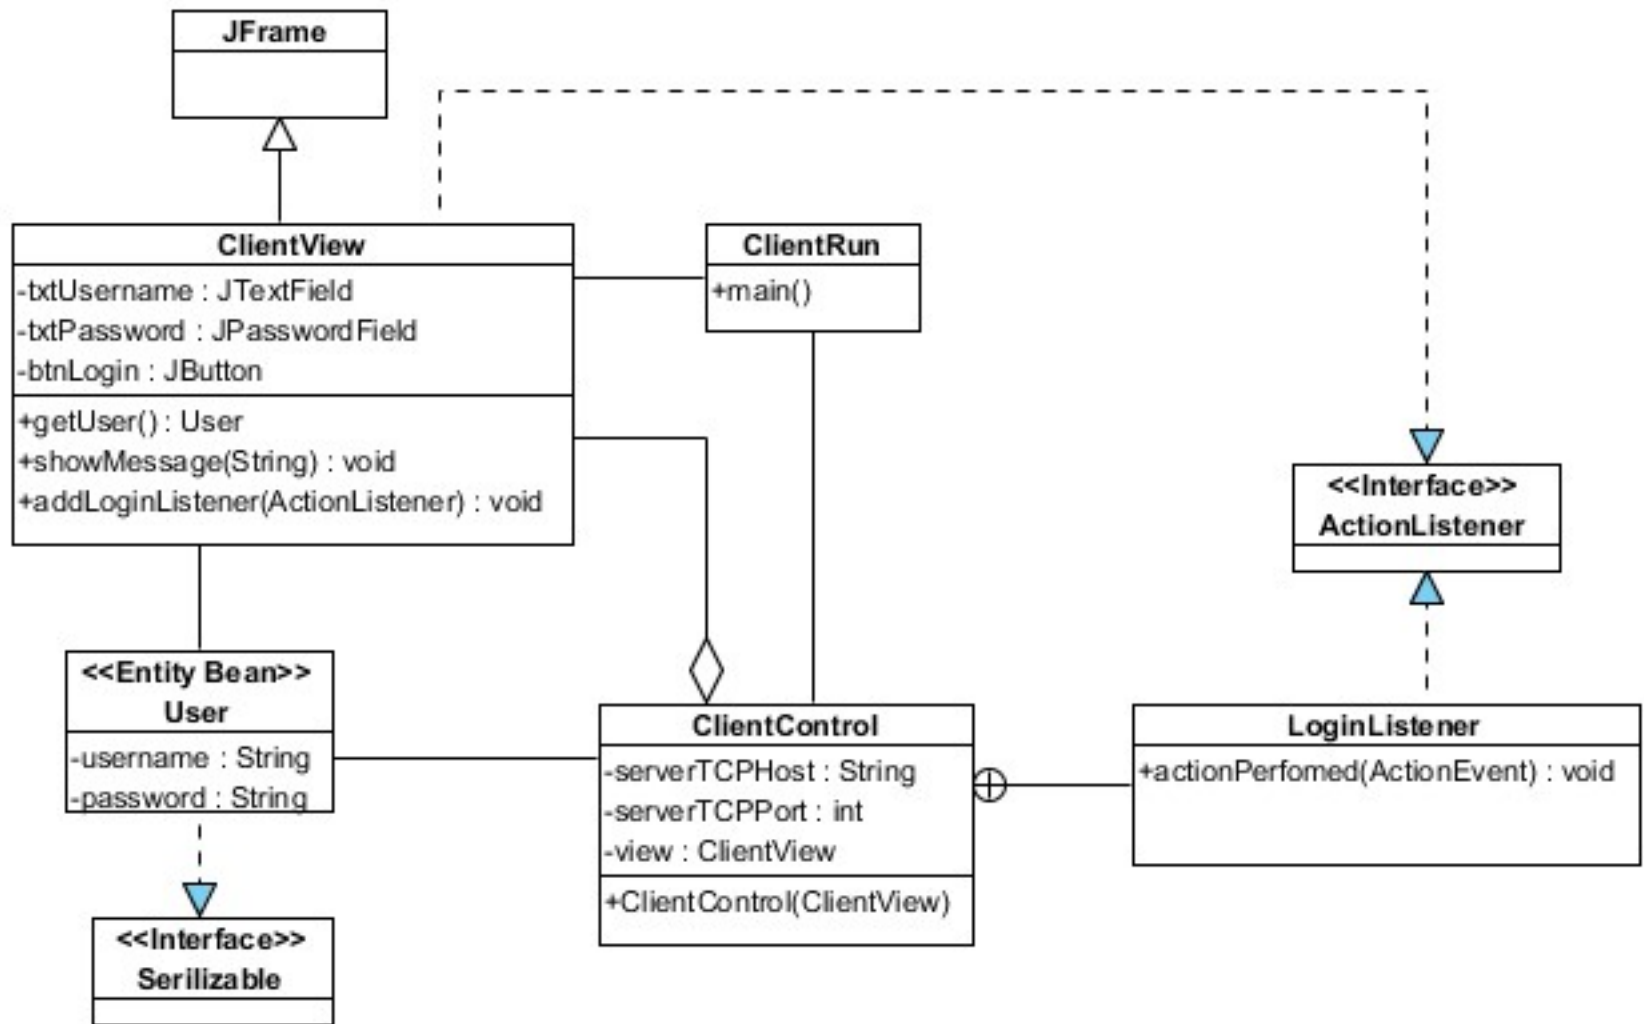 JFrame
ClientView
-txtUsername : JTextField
-txtPassword : JPasswordField
-btnLogin : JButton
+getUser() : User
+showMessage(String) : void
+addLoginListener(ActionListener) : void
ClientRun
+main()
<<Interface>>
ActionListener
<<Entity Bean>>
User
-username : String
-password : String
ClientControl
-serverTCPHost : String
-serverTCPPort : int
-view : ClientView
+ClientControl(ClientView)
LoginListener
+actionPerfomed(ActionEvent) : void
<<Interface>>
Serilizable